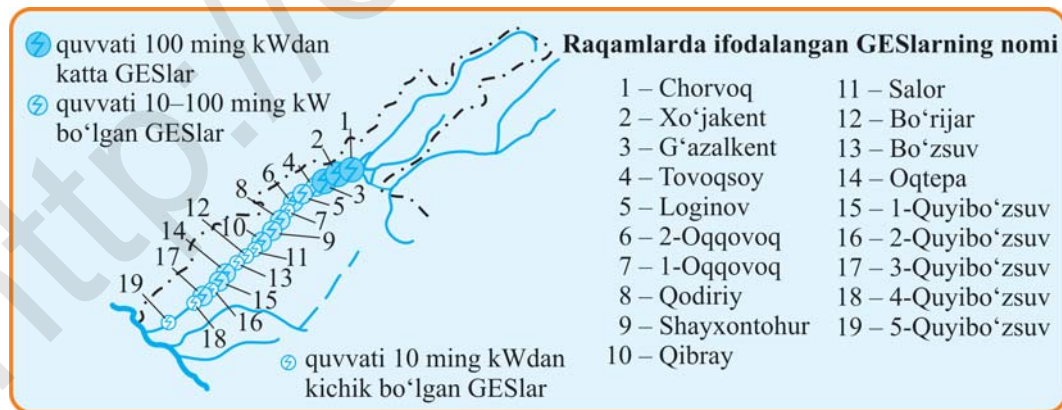 quvvati 100 ming kWdan
katta GESlar
quvvati 10–100 ming kW
bo‘lgan GESlar
1
2
4
6
8
12
10
14
17
19
3
5
7
9
11
13
15
16
18
quvvati 10 ming kWdan
kichik bo‘lgan GESlar
Raqamlarda ifodalangan GESlarning nomi
1 – Chorvoq
2 – Xo‘jakent
3 – G‘azalkent
4 – Tovoqsoy
5 – Loginov
6 – 2-Oqqovoq
7 – 1-Oqqovoq
8 – Qodiriy
9 – Shayxontohur
10 – Qibray
11 – Salor
12 – Bo‘rijar
13 – Bo‘zsuv
14 – Oqtepa
15 – 1-Quyibo‘zsuv
16 – 2-Quyibo‘zsuv
17 – 3-Quyibo‘zsuv
18 – 4-Quyibo‘zsuv
19 – 5-Quyibo‘zsuv
http://